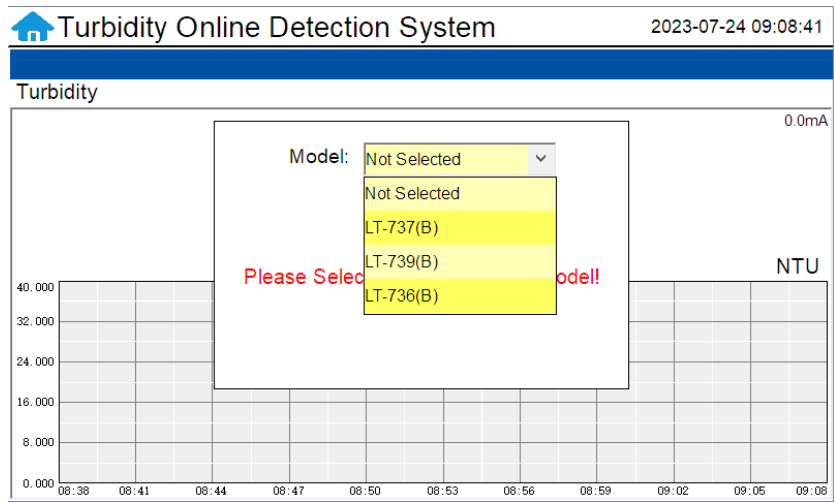 Turbidity Online Detection System
2023-07-24 09:08:41
Turbidity
0.0mA
Model: Not Selected
Not Selected
LT-737(B)
LT-739(B)
LT-736(B)
Please Selec odel!
NTU
40.000
32.000
24.000
16.000
8.000
0.000
08:38 08:41 08:44 08:47 08:50 08:53 08:56 08:59 09:02 09:05 09:08